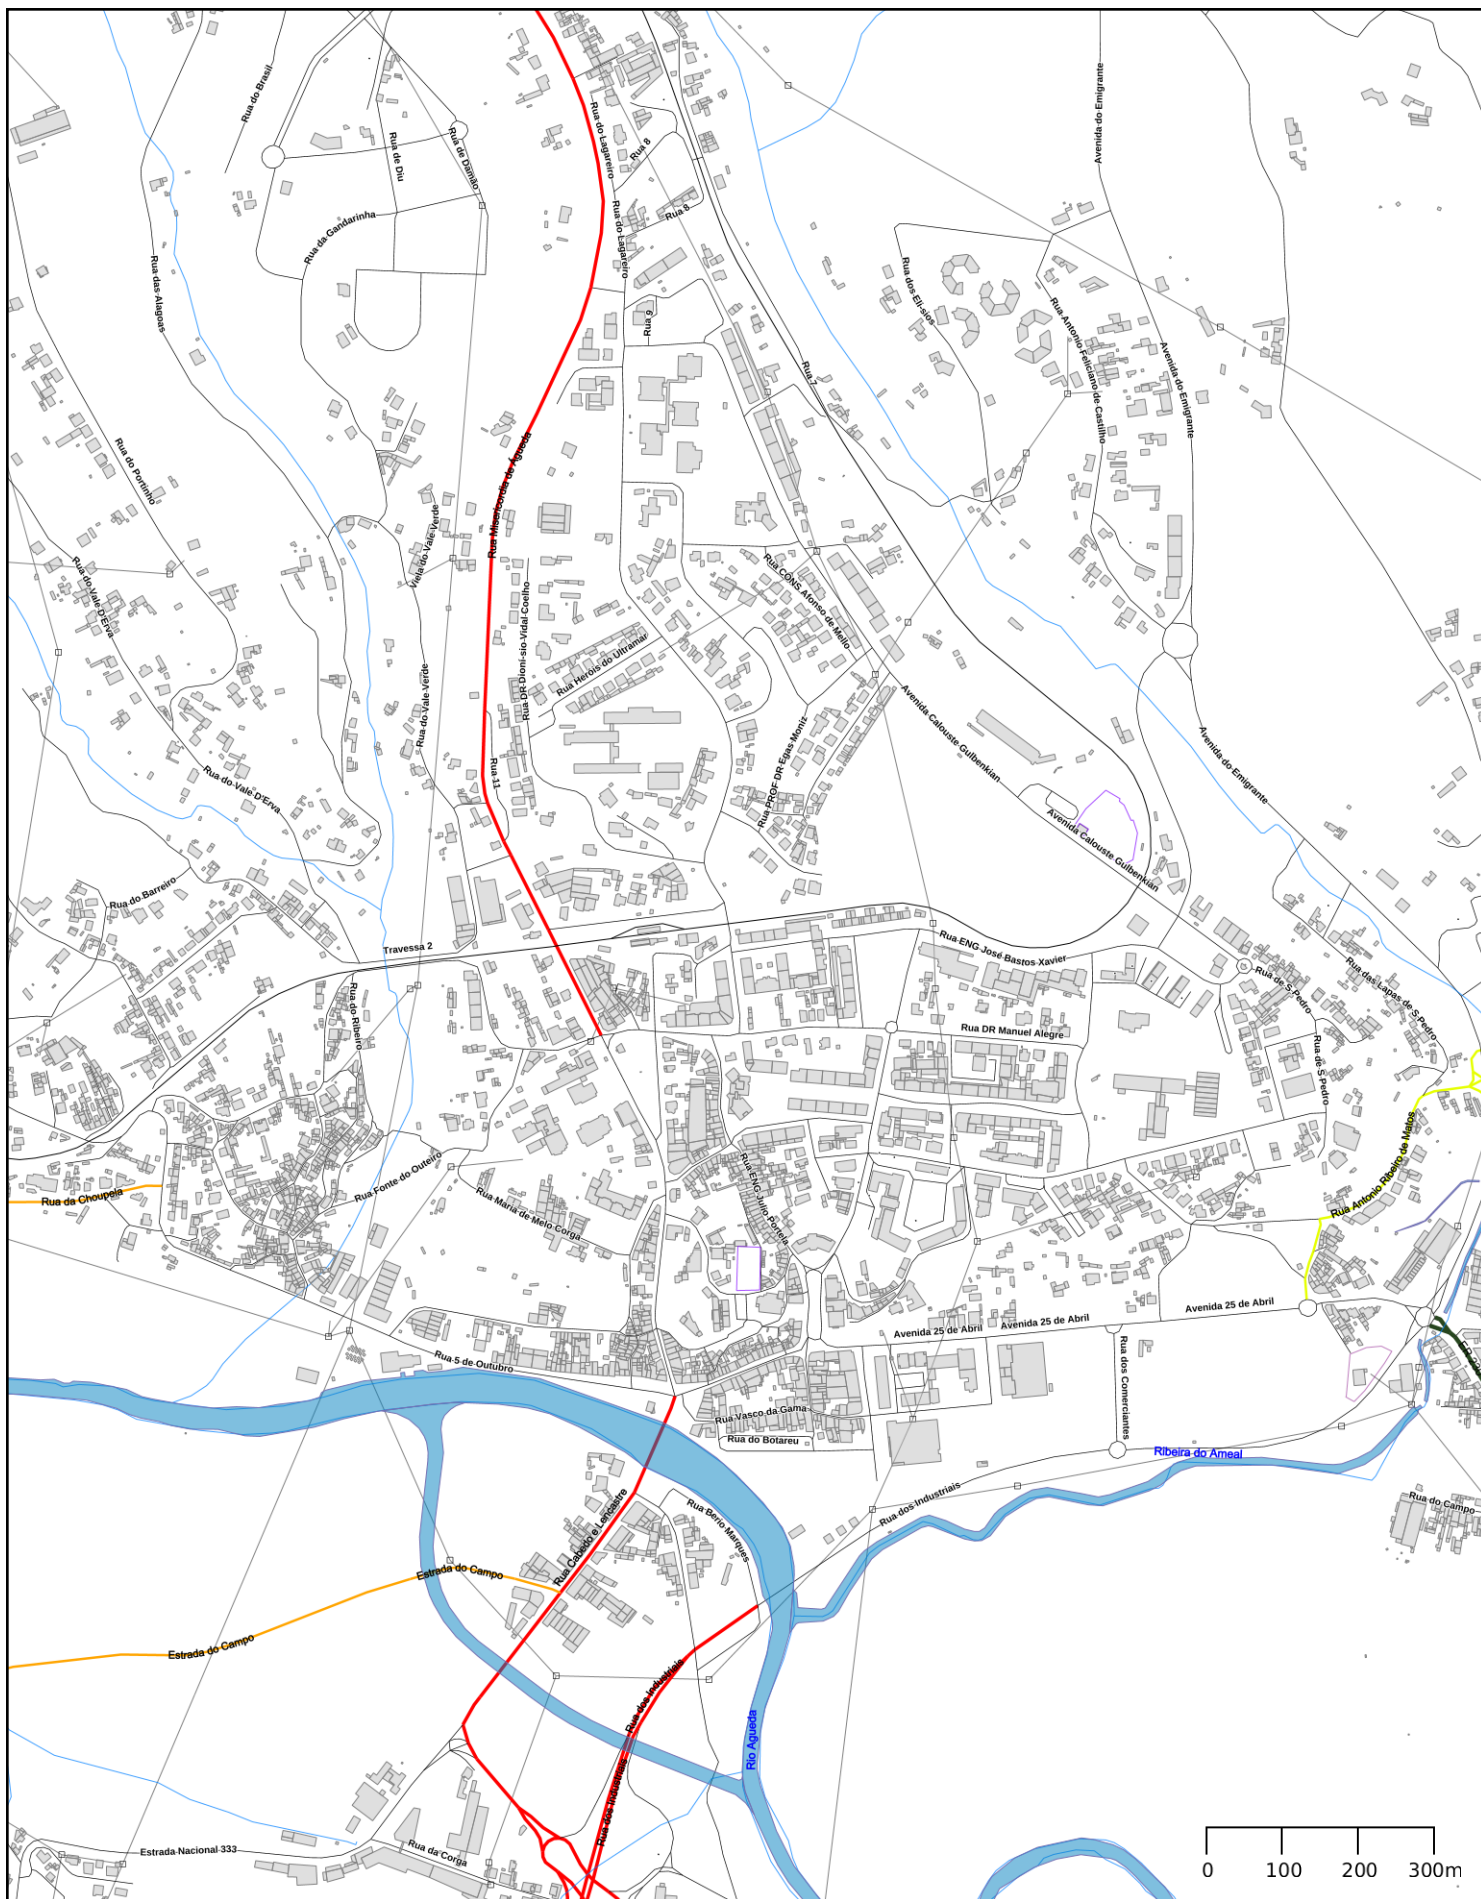 Rua do Brasil
Rua de Diu
Rua de Damão
Rua do Lagareiro
Rua 8
Avenida do Emigrante
Rua da Gandarinha
Rua do Lagareiro
Rua 8
Rua das Alagoas
Rua dos Eli-sios
Rua 9
Rua Antonio Feliciano de Castilho
Avenida do Emigrante
Rua 7
Rua do Portinho
Rua Misericordia de Águeda
Viela do Vale Verde
Rua do Vale D'Erva
Rua CONS Afonso de Mello
Rua DR Dioni-sio Vidal Coelho
Rua Herois do Ultramar
Rua do Vale Verde
Avenida Calouste Gulbenkian
Rua PROF DR Egas Moniz
Rua 11
Avenida do Emigrante
Rua do Vale D'Erva
Avenida Calouste Gulbenkian
Rua do Barreiro
Travessa 2
Rua ENG José Bastos Xavier
Rua de S Pedro
Rua das Lapas de S Pedro
Rua do Ribeiro
Rua DR Manuel Alegre
Rua de S Pedro
Rua Antonio Ribeiro de Matos
Rua da Choupela
Rua Fonte do Outeiro
Rua Maria de Melo Corga
Rua ENG Julio Portela
Avenida 25 de Abril
Avenida 25 de Abril
Avenida 25 de Abril
Rua 5 de Outubro
Rua dos Comerciantes
Rua Vasco da Gama
Rua do Botareu
Ribeira do Ameal
Rua dos Industriais
Rua do Campo
Rua Berio Marques
Rua Cabedo e Lencastre
Estrada do Campo
Estrada do Campo
Rua dos Industriais
Rio Agueda
Rua dos Industriais
Estrada Nacional 333
Rua da Corga
0 100 200 300m